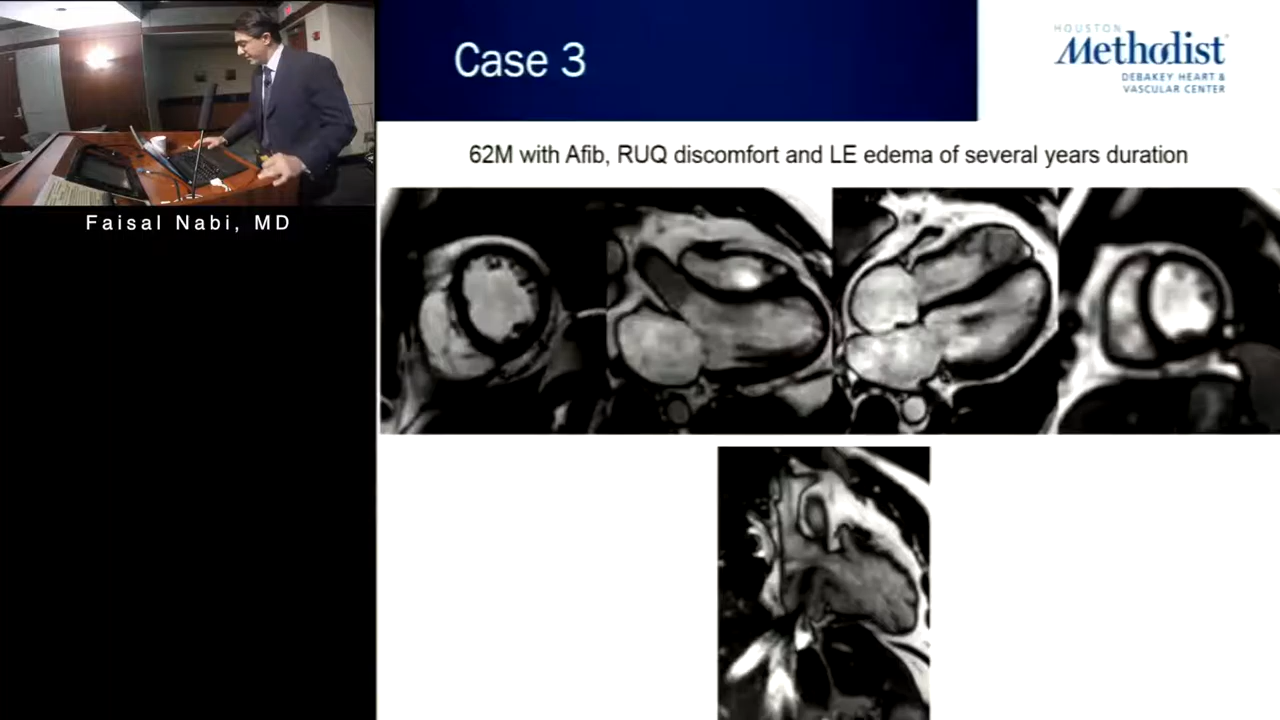 Case 3
HOUSTON
Methodist
DEBAKEY HEART &
VASCULAR CENTER
62M with Afib, RUQ discomfort and LE edema of several years duration
Faisal Nabi, MD